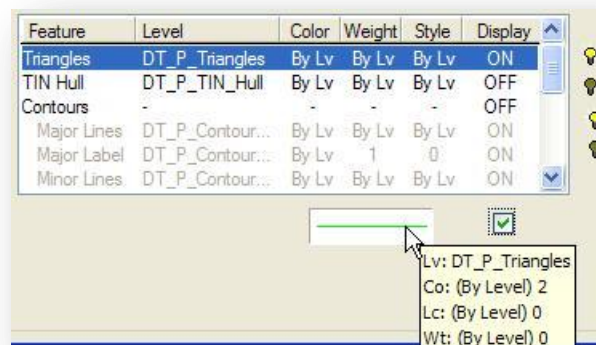 Feature Level Color Weight Style Display
Triangles DT_P_Triangles By Lv By Lv By Lv ON
TIN Hull DT_P_TIN_Hull By Lv By Lv By Lv OFF
Contours - - - - OFF
Major Lines DT_P_Contour... By Lv By Lv By Lv ON
Major Label DT_P_Contour... By Lv 1 0 ON
Minor Lines DT_P_Contour... By Lv By Lv By Lv ON
Lv: DT_P_Triangles
Co: (By Level) 2
Lc: (By Level) 0
Wt: (By Level) 0